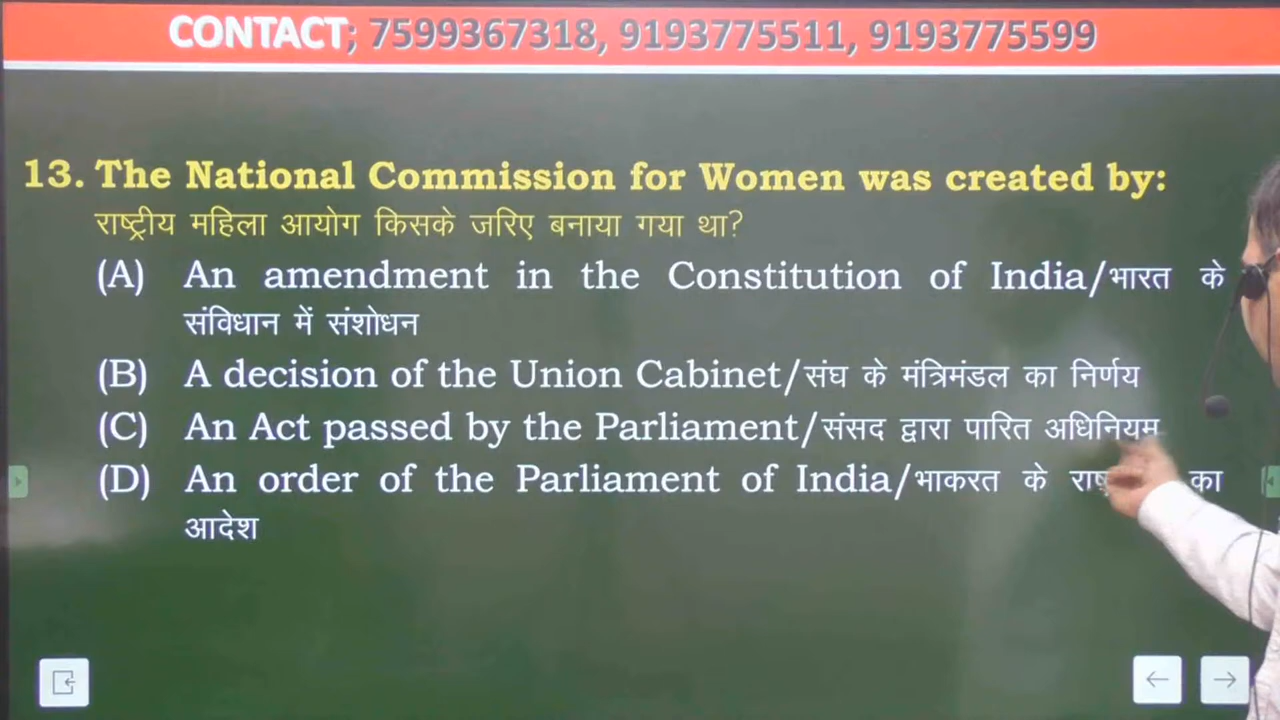 CONTACT; 7599367318, 9193775511, 9193775599
13. The National Commission for Women was created by:
राष्ट्रीय महिला आयोग किसके जरिए बनाया गया था?
(A) An amendment in the Constitution of India/भारत के
संविधान में संशोधन
(B) A decision of the Union Cabinet/संघ के मंत्रिमंडल का निर्णय
(C) An Act passed by the Parliament/संसद द्वारा पारित अधिनियम
(D) An order of the Parliament of India/भाकरत के का
आदेश